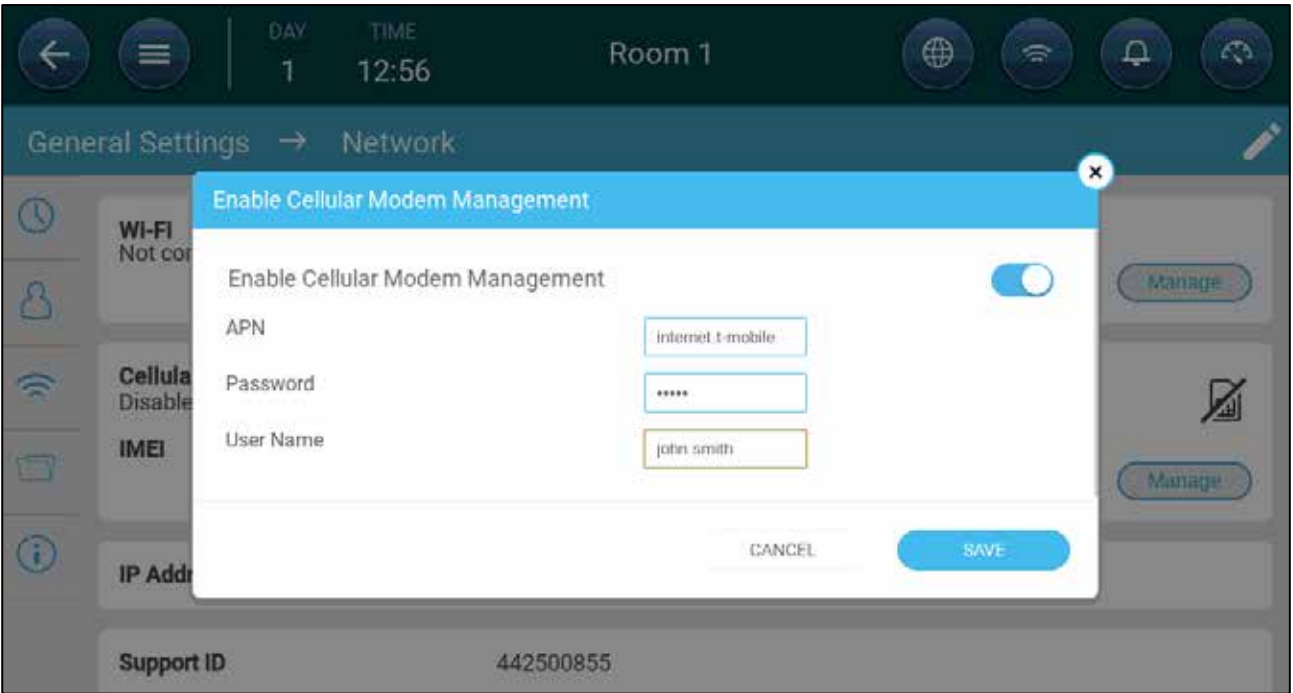 DAY
TIME
1
12:56
Room 1
General Settings → Network
Enable Cellular Modem Management
Wi-Fi
Not con
Enable Cellular Modem Management
Manage
APN
internet.t-mobile
Password
•••••
Cellula
Disable
User Name
john smith
IMEI
Manage
CANCEL
SAVE
IP Addr
Support ID
442500855